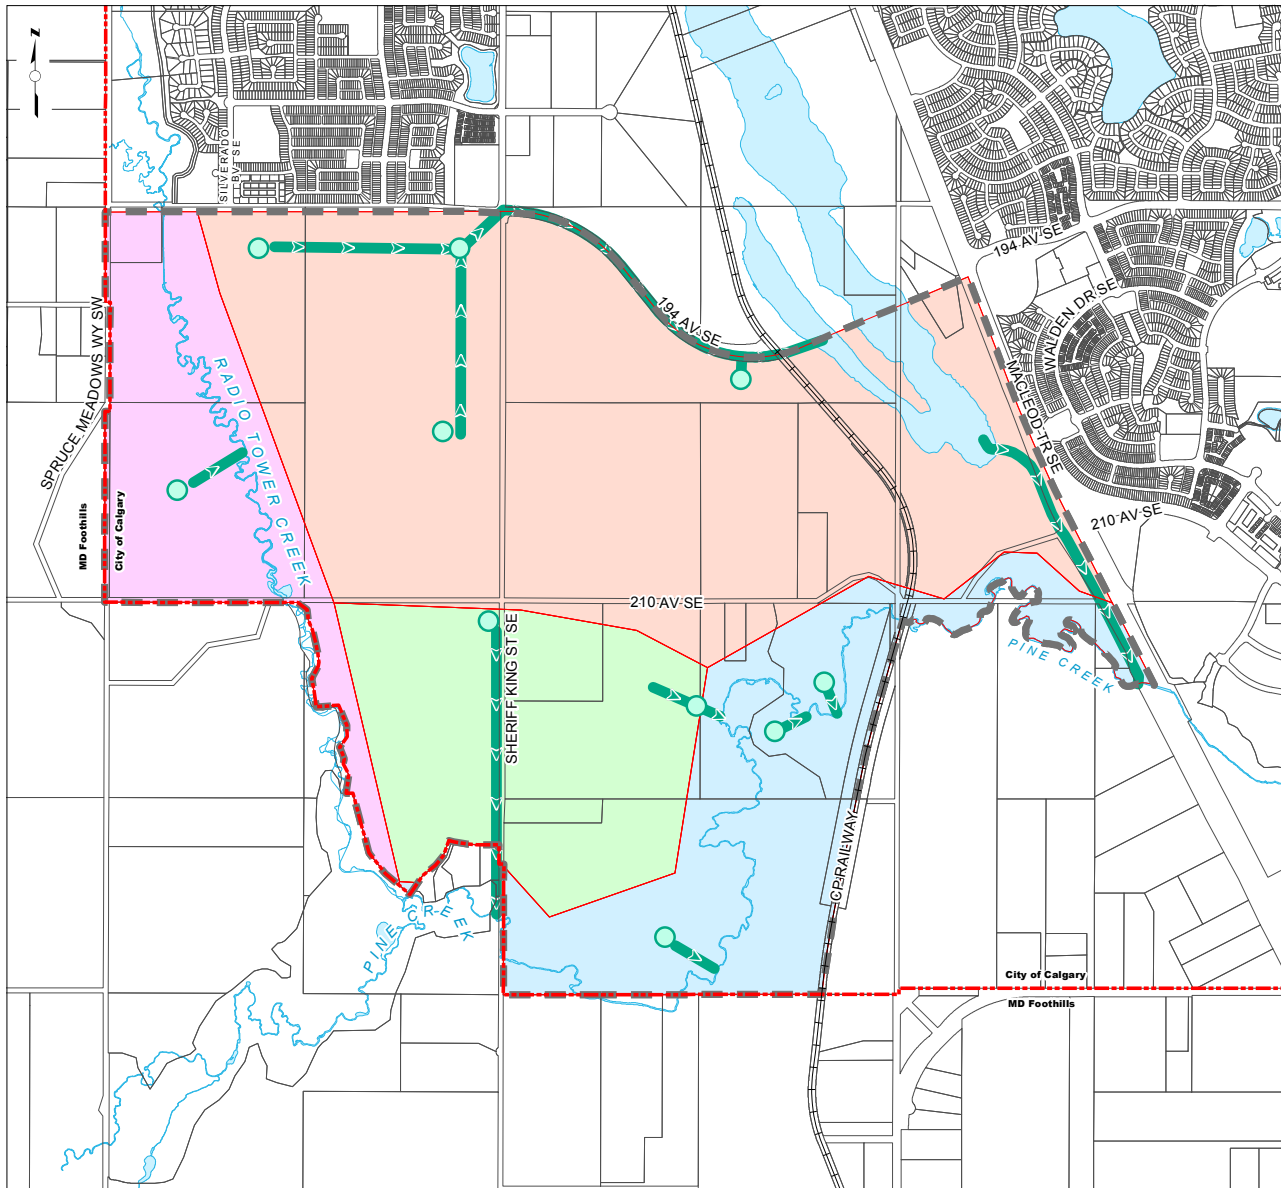 N
SILVERADO
BV SE
194 AV SE
WALDEN DR SE
SPRUCE MEADOWS WY SW
RADIO TOWER CREEK
194 AV SE
MACLEOD TR SE
MD Foothills
City of Calgary
210 AV SE
210 AV SE
SHERIFF KING ST SE
PINE CREEK
CP RAILWAY
PINE CREEK
City of Calgary
MD Foothills